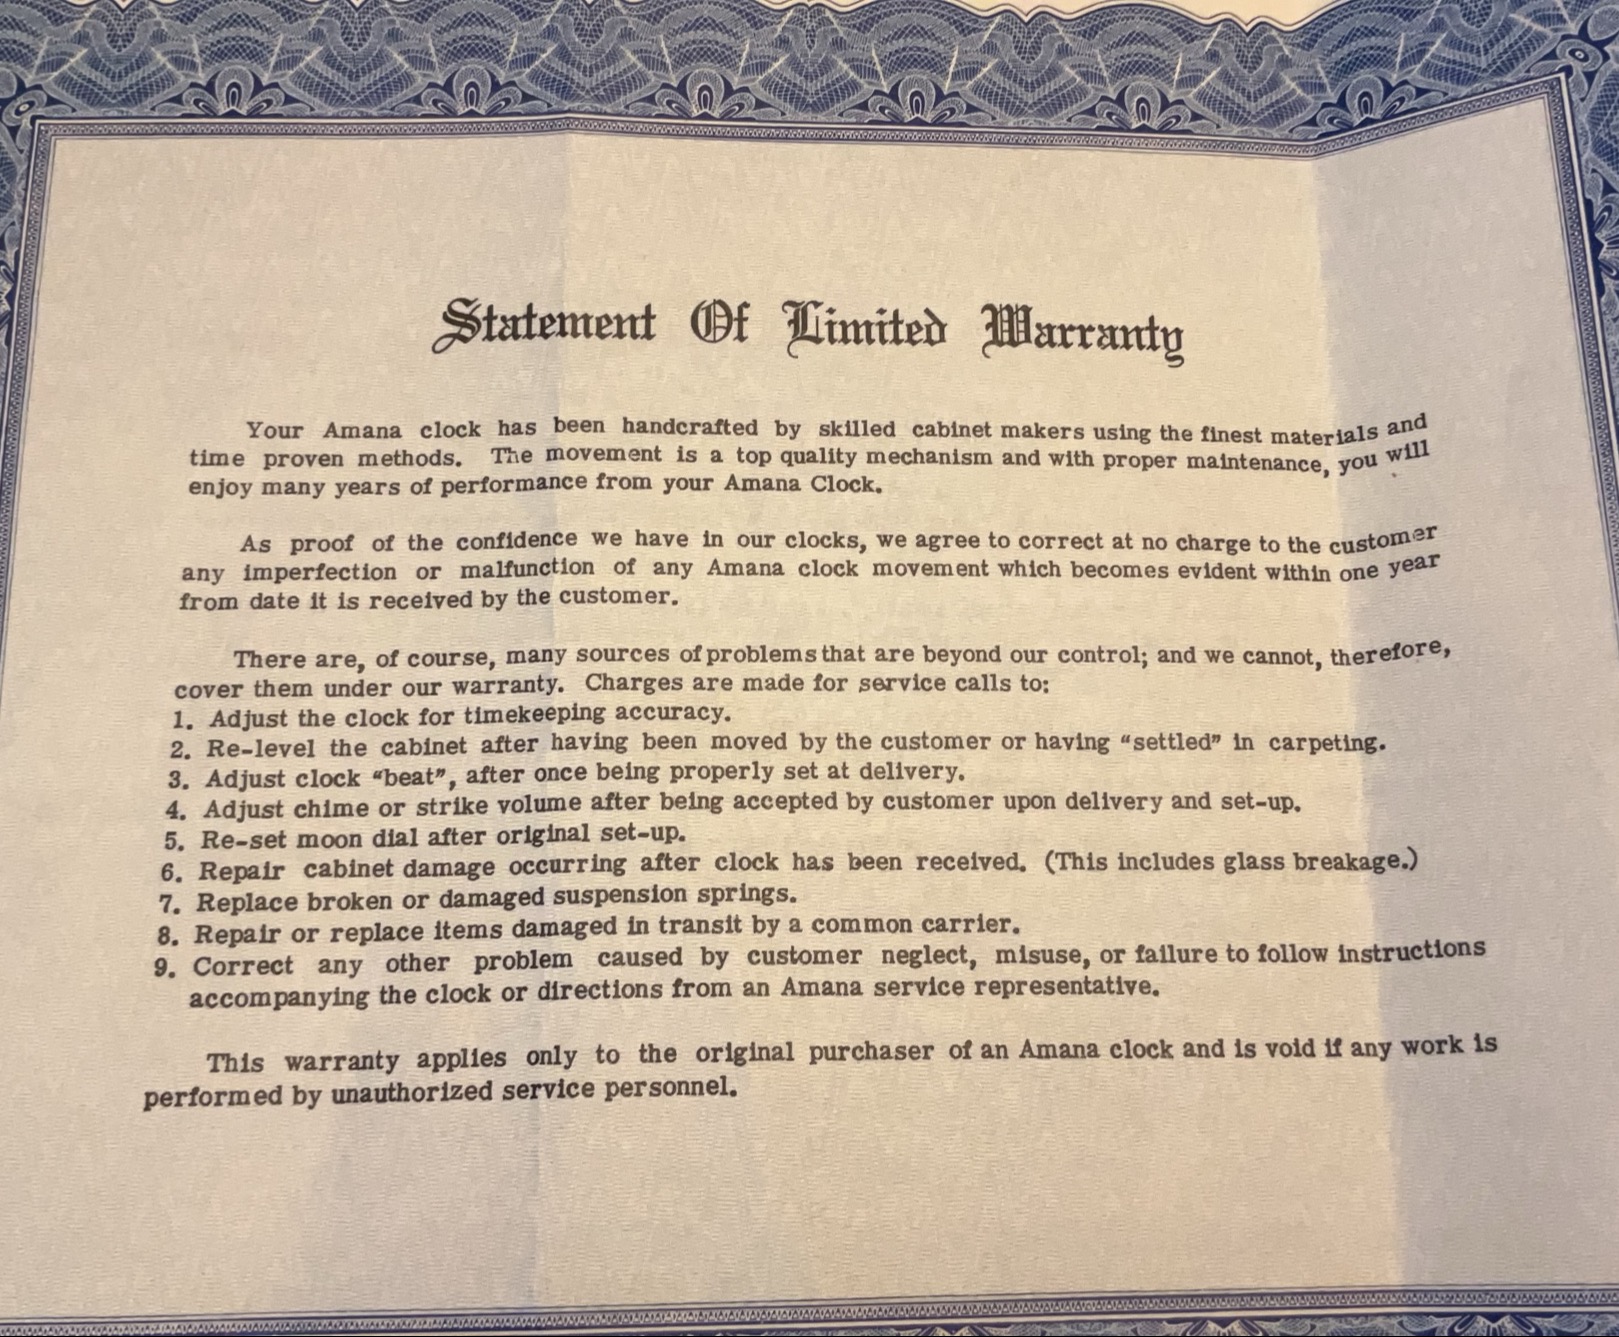 Statement Of Limited Warranty
Your Amana clock has been handcrafted by skilled cabinet makers using the finest materials and
time proven methods. The movement is a top quality mechanism and with proper maintenance, you will
enjoy many years of performance from your Amana Clock.
As proof of the confidence we have in our clocks, we agree to correct at no charge to the customer
any imperfection or malfunction of any Amana clock movement which becomes evident within one year
from date it is received by the customer.
There are, of course, many sources of problems that are beyond our control; and we cannot, therefore,
cover them under our warranty. Charges are made for service calls to:
1. Adjust the clock for timekeeping accuracy.
2. Re-level the cabinet after having been moved by the customer or having “settled” in carpeting.
3. Adjust clock “beat”, after once being properly set at delivery.
4. Adjust chime or strike volume after being accepted by customer upon delivery and set-up.
5. Re-set moon dial after original set-up.
6. Repair cabinet damage occurring after clock has been received. (This includes glass breakage.)
7. Replace broken or damaged suspension springs.
8. Repair or replace items damaged in transit by a common carrier.
9. Correct any other problem caused by customer neglect, misuse, or failure to follow instructions
accompanying the clock or directions from an Amana service representative.
This warranty applies only to the original purchaser of an Amana clock and is void if any work is
performed by unauthorized service personnel.